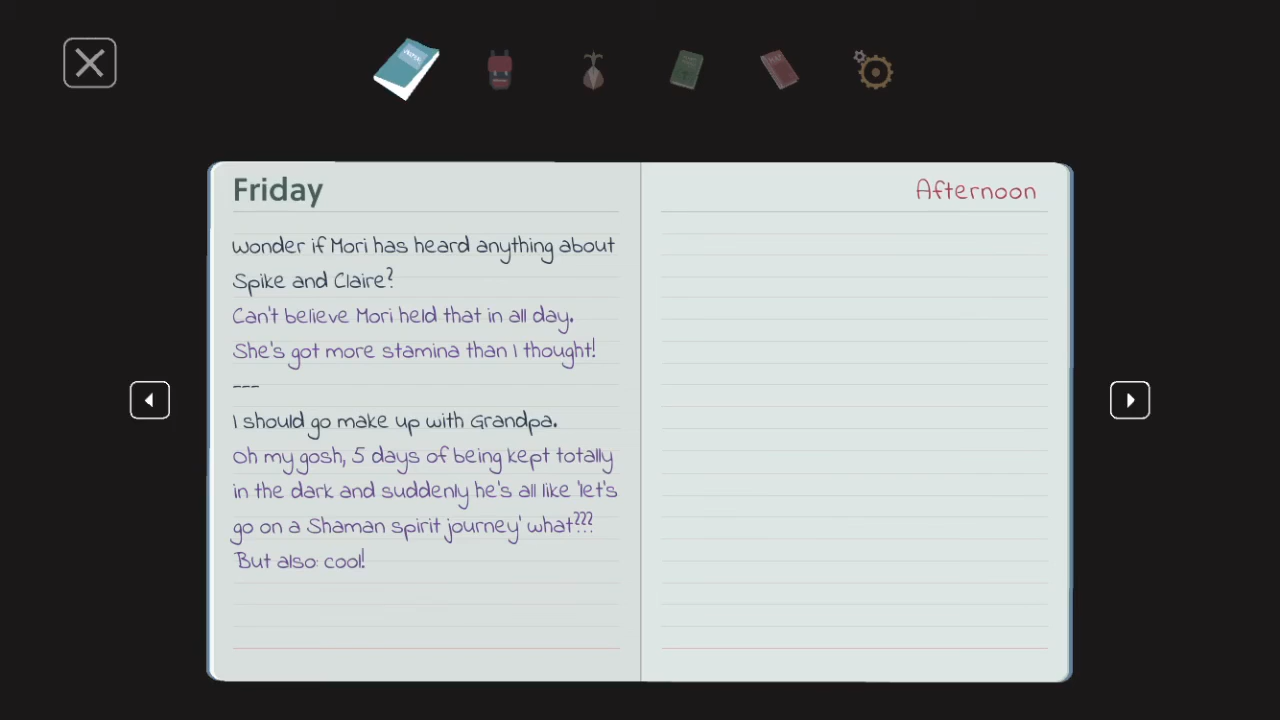 Friday
Afternoon
Wonder if Mori has heard anything about
Spike and Claire?
Can't believe Mori held that in all day.
She's got more stamina than I thought!
---
I should go make up with Grandpa.
Oh my gosh, 5 days of being kept totally
in the dark and suddenly he's all like 'let's
go on a Shaman spirit journey' what???
But also: cool!